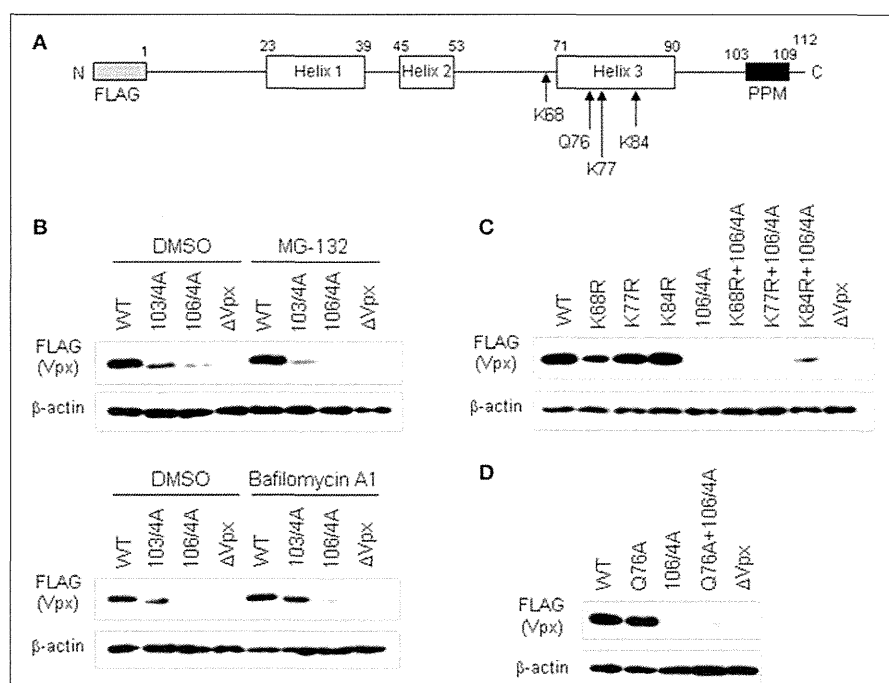 A
1 23 39 45 53 71 90 103 109 112
N Helix 1 Helix 2 Helix 3 C
FLAG PPM
K68
Q76 K84
K77
B
DMSO MG-132
WT 103/4A 106/4A ΔVpx WT 103/4A 106/4A ΔVpx
FLAG
(Vpx)
β-actin
DMSO Bafilomycin A1
WT 103/4A 106/4A ΔVpx WT 103/4A 106/4A ΔVpx
FLAG
(Vpx)
β-actin
C
WT K68R K77R K84R 106/4A K68R+106/4A K77R+106/4A K84R+106/4A ΔVpx
FLAG
(Vpx)
β-actin
D
WT Q76A 106/4A Q76A+106/4A ΔVpx
FLAG
(Vpx)
β-actin